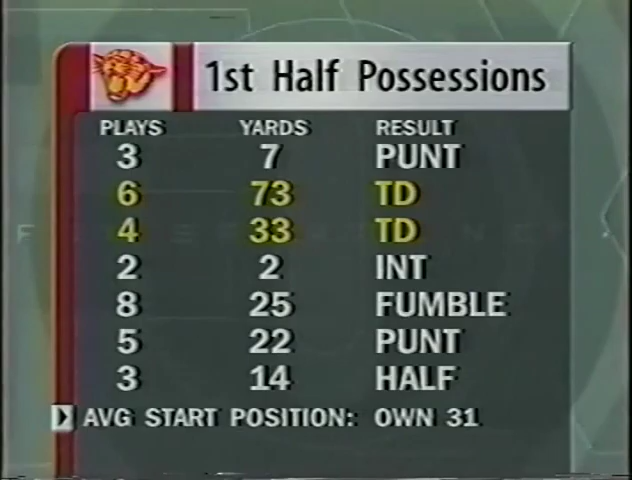 1st Half Possessions
PLAYS YARDS RESULT
3 7 PUNT
6 73 TD
4 33 TD
2 2 INT
8 25 FUMBLE
5 22 PUNT
3 14 HALF
AVG START POSITION: OWN 31